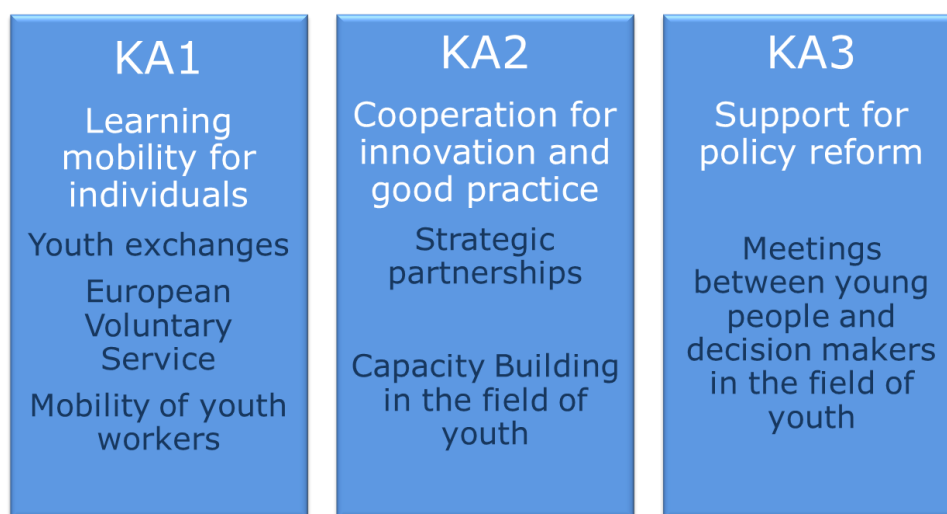 KA1
Learning
mobility for
individuals
Youth exchanges
European
Voluntary
Service
Mobility of youth
workers
KA2
Cooperation for
innovation and
good practice
Strategic
partnerships
Capacity Building
in the field of
youth
KA3
Support for
policy reform
Meetings
between young
people and
decision makers
in the field of
youth